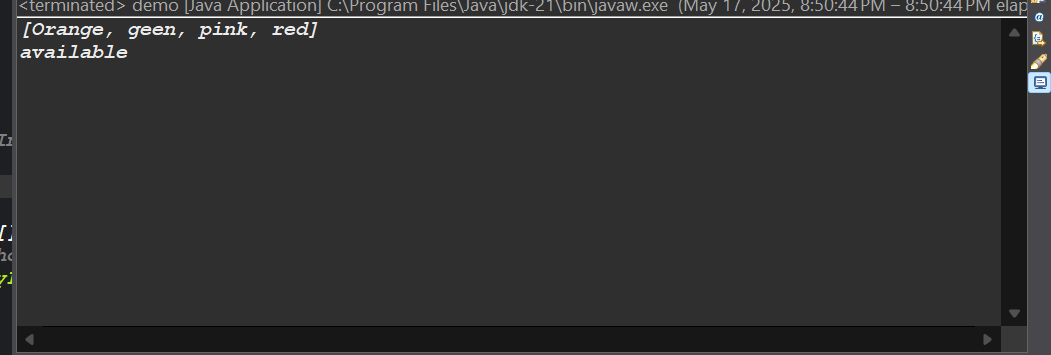 <terminated> demo [Java Application] C:\Program Files\Java\jdk-21\bin\javaw.exe (May 17, 2025, 8:50:44 PM – 8:50:44 PM elap
[Orange, geen, pink, red]
available